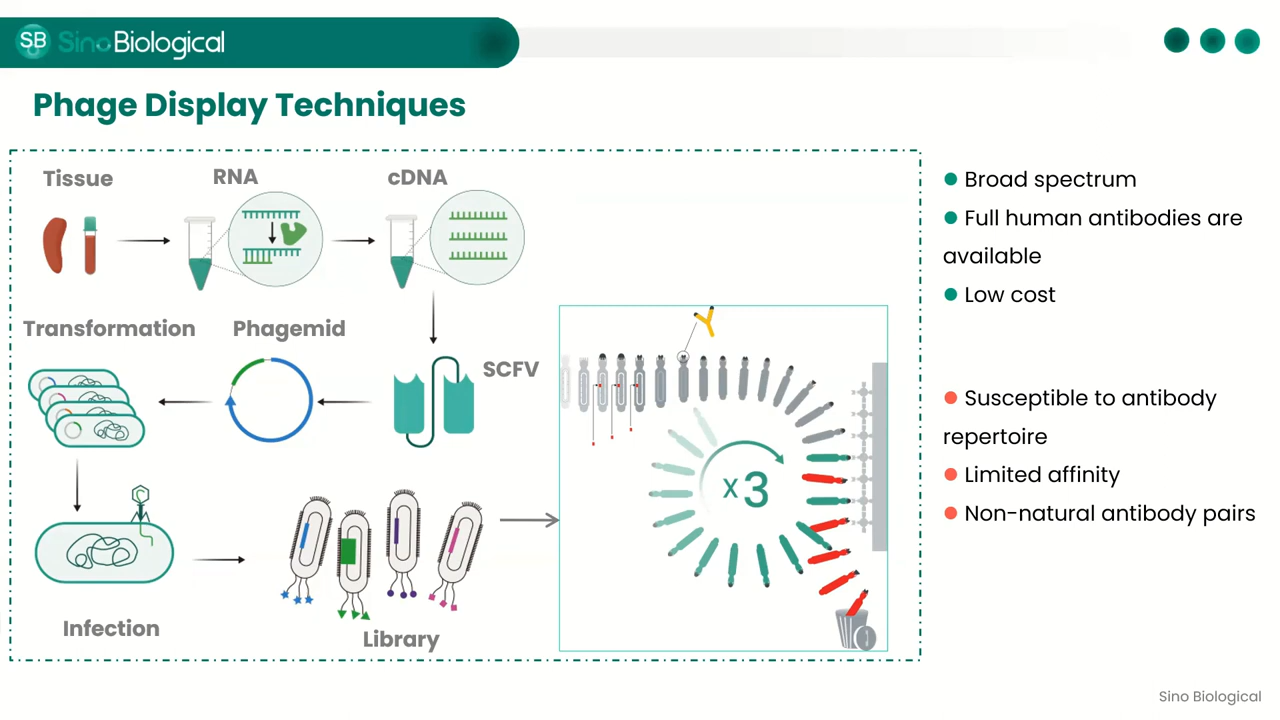 SB SinoBiological
Phage Display Techniques
Tissue
RNA
cDNA
Transformation
Phagemid
SCFV
x3
Infection
Library
● Broad spectrum
● Full human antibodies are
available
● Low cost
● Susceptible to antibody
repertoire
● Limited affinity
● Non-natural antibody pairs
Sino Biological